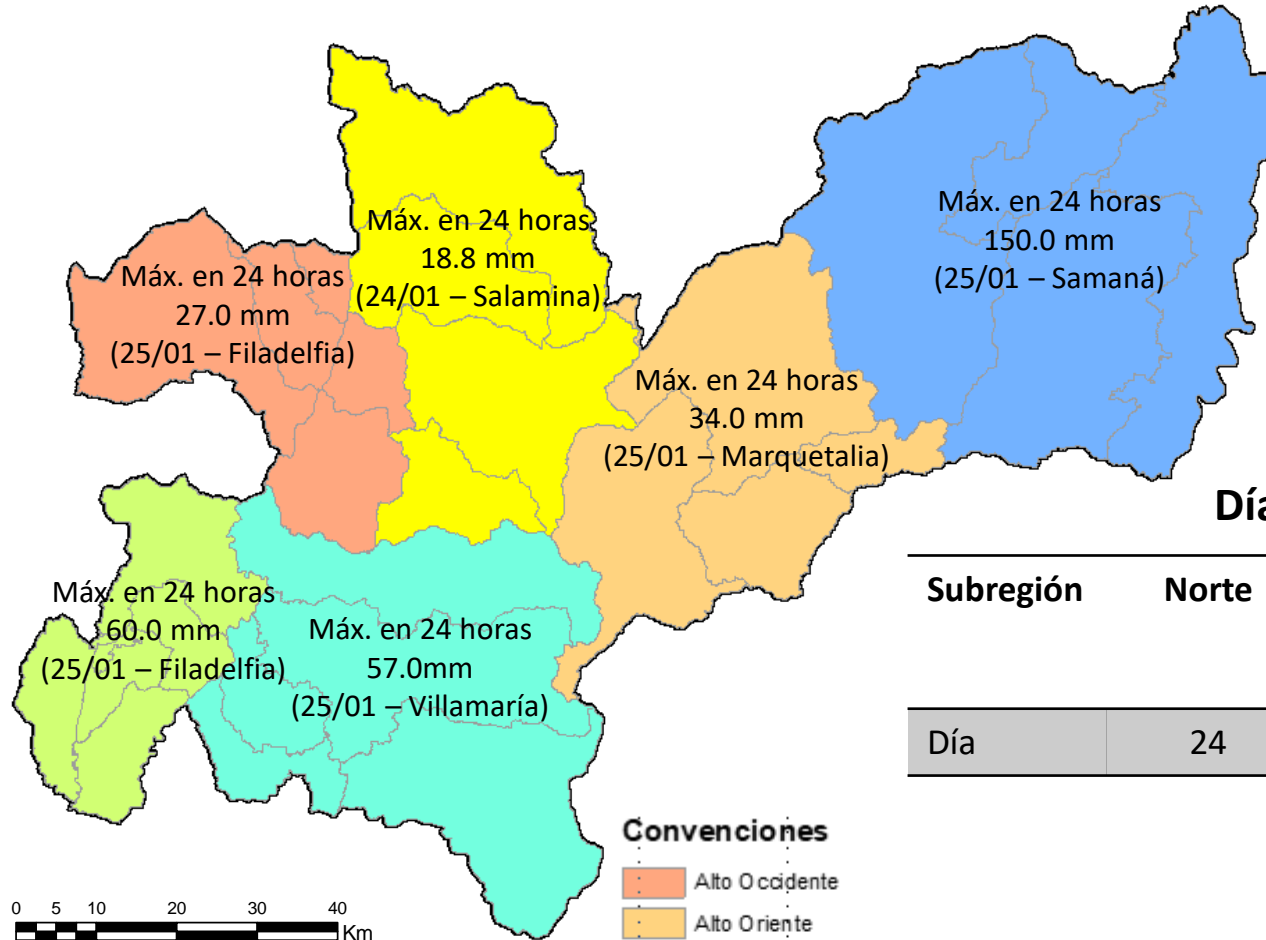 Máx. en 24 horas
18.8 mm
(24/01 – Salamina)
Máx. en 24 horas
150.0 mm
(25/01 – Samaná)
Máx. en 24 horas
27.0 mm
(25/01 – Filadelfia)
Máx. en 24 horas
34.0 mm
(25/01 – Marquetalia)
Máx. en 24 horas
60.0 mm
(25/01 – Filadelfia)
Máx. en 24 horas
57.0mm
(25/01 – Villamaría)
Día
Subregión Norte
Día 24
Convenciones
Alto Occidente
Alto Oriente
0 5 10 20 30 40
Km